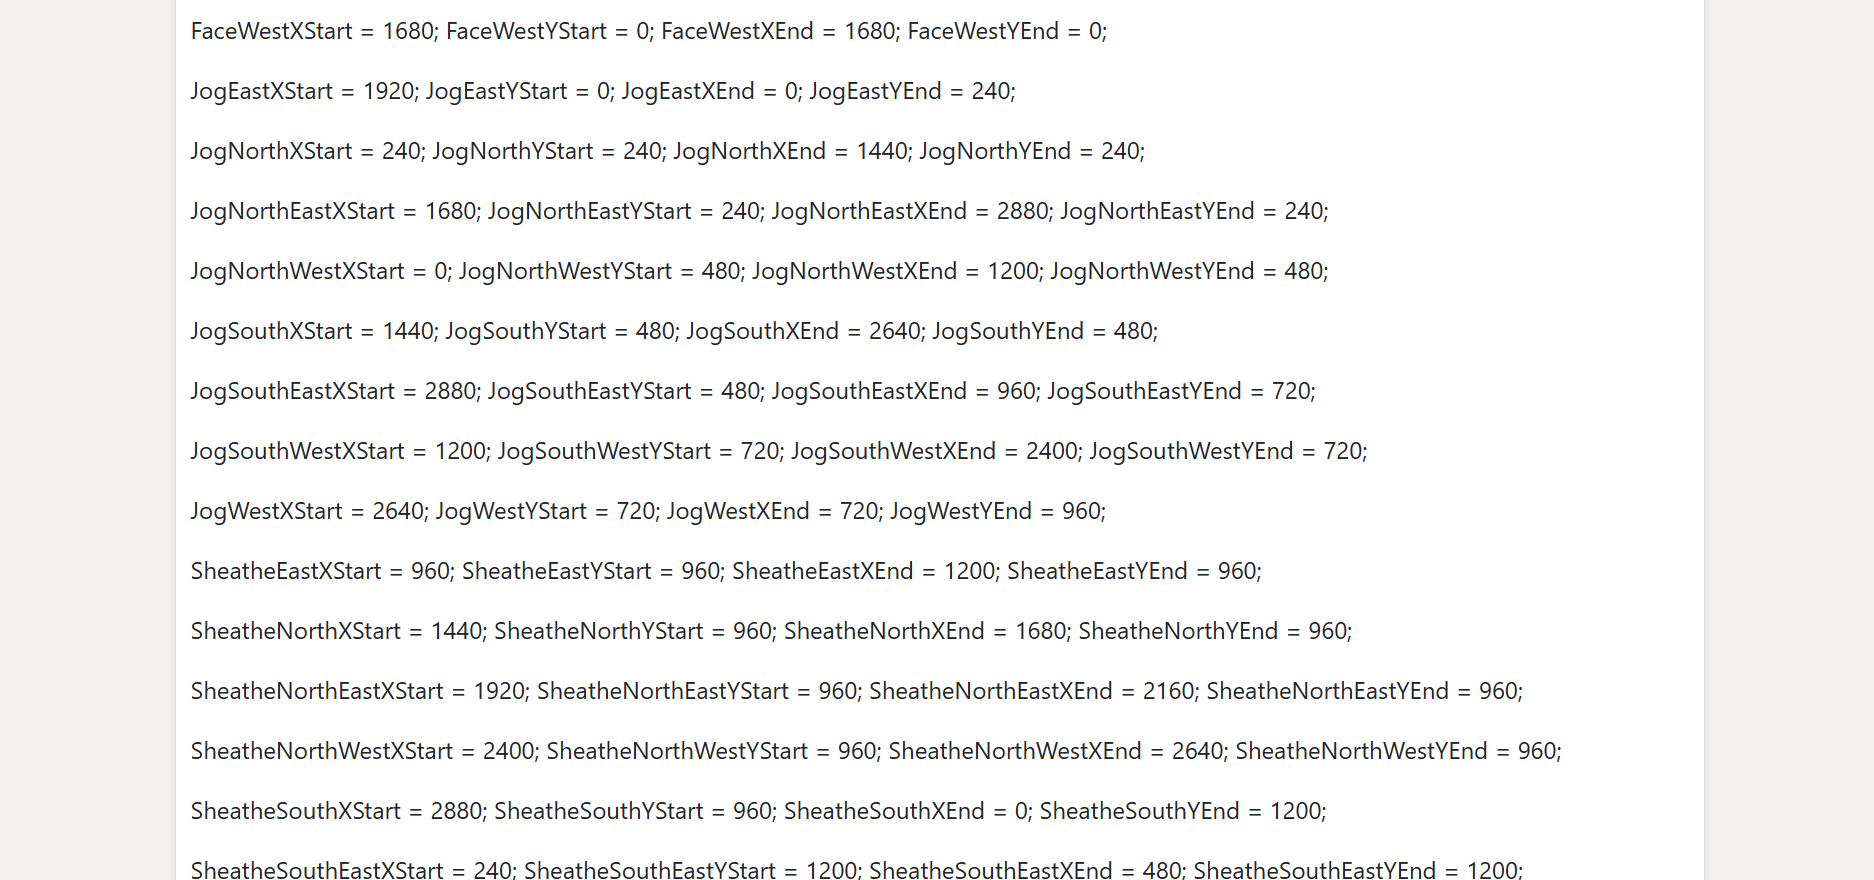 FaceWestXStart = 1680; FaceWestYStart = 0; FaceWestXEnd = 1680; FaceWestYEnd = 0;
JogEastXStart = 1920; JogEastYStart = 0; JogEastXEnd = 0; JogEastYEnd = 240;
JogNorthXStart = 240; JogNorthYStart = 240; JogNorthXEnd = 1440; JogNorthYEnd = 240;
JogNorthEastXStart = 1680; JogNorthEastYStart = 240; JogNorthEastXEnd = 2880; JogNorthEastYEnd = 240;
JogNorthWestXStart = 0; JogNorthWestYStart = 480; JogNorthWestXEnd = 1200; JogNorthWestYEnd = 480;
JogSouthXStart = 1440; JogSouthYStart = 480; JogSouthXEnd = 2640; JogSouthYEnd = 480;
JogSouthEastXStart = 2880; JogSouthEastYStart = 480; JogSouthEastXEnd = 960; JogSouthEastYEnd = 720;
JogSouthWestXStart = 1200; JogSouthWestYStart = 720; JogSouthWestXEnd = 2400; JogSouthWestYEnd = 720;
JogWestXStart = 2640; JogWestYStart = 720; JogWestXEnd = 720; JogWestYEnd = 960;
SheatheEastXStart = 960; SheatheEastYStart = 960; SheatheEastXEnd = 1200; SheatheEastYEnd = 960;
SheatheNorthXStart = 1440; SheatheNorthYStart = 960; SheatheNorthXEnd = 1680; SheatheNorthYEnd = 960;
SheatheNorthEastXStart = 1920; SheatheNorthEastYStart = 960; SheatheNorthEastXEnd = 2160; SheatheNorthEastYEnd = 960;
SheatheNorthWestXStart = 2400; SheatheNorthWestYStart = 960; SheatheNorthWestXEnd = 2640; SheatheNorthWestYEnd = 960;
SheatheSouthXStart = 2880; SheatheSouthYStart = 960; SheatheSouthXEnd = 0; SheatheSouthYEnd = 1200;
SheatheSouthEastXStart = 240; SheatheSouthEastYStart = 1200; SheatheSouthEastXEnd = 480; SheatheSouthEastYEnd = 1200;